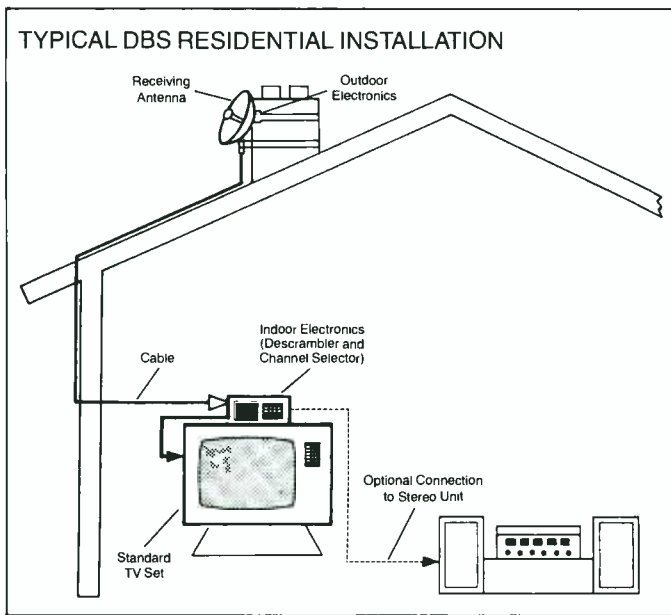 TYPICAL DBS RESIDENTIAL INSTALLATION
Receiving
Antenna
Outdoor
Electronics
Indoor Electronics
(Descrambler and
Channel Selector)
Cable
Optional Connection
to Stereo Unit
Standard
TV Set